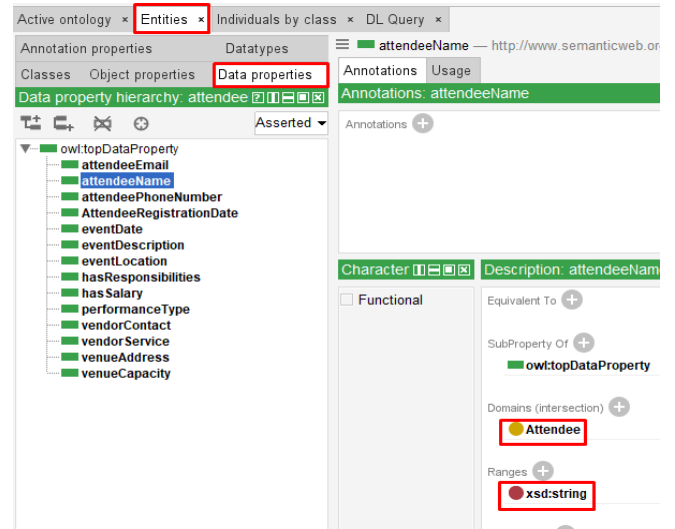 Active ontology × Entities × Individuals by class × DL Query ×
Annotation properties Datatypes
Classes Object properties Data properties
Data property hierarchy: attendee
Asserted
owl:topDataProperty
attendeeEmail
attendeeName
attendeePhoneNumber
AttendeeRegistrationDate
eventDate
eventDescription
eventLocation
hasResponsibilities
hasSalary
performanceType
vendorContact
vendorService
venueAddress
venueCapacity
attendeeName — http://www.semanticweb.or
Annotations Usage
Annotations: attendeeName
Annotations
Character
Functional
Description: attendeeNam
Equivalent To
SubProperty Of
owl:topDataProperty
Domains (intersection)
Attendee
Ranges
xsd:string